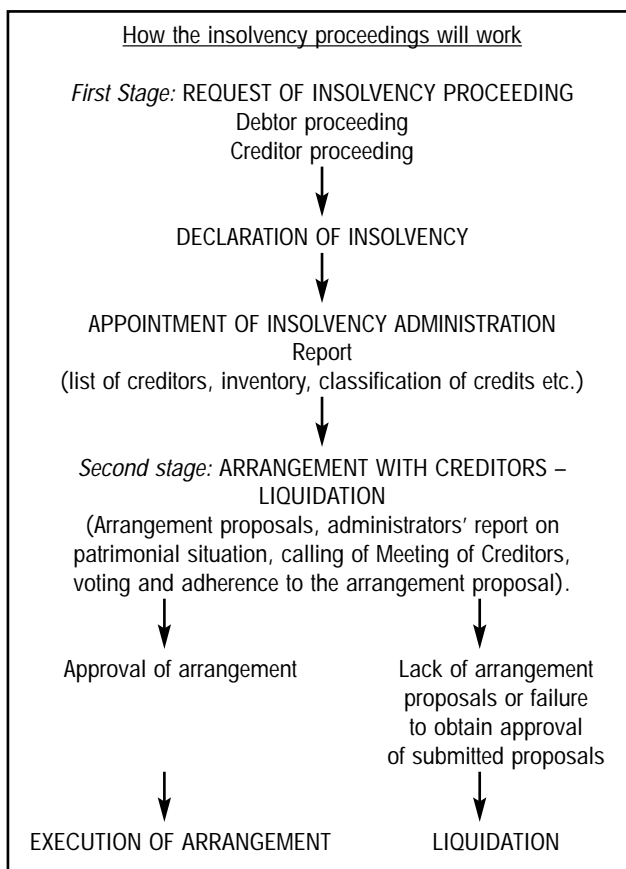 How the insolvency proceedings will work
First Stage: REQUEST OF INSOLVENCY PROCEEDING
Debtor proceeding
Creditor proceeding
DECLARATION OF INSOLVENCY
APPOINTMENT OF INSOLVENCY ADMINISTRATION
Report
(list of creditors, inventory, classification of credits etc.)
Second stage: ARRANGEMENT WITH CREDITORS –
LIQUIDATION
(Arrangement proposals, administrators’ report on
patrimonial situation, calling of Meeting of Creditors,
voting and adherence to the arrangement proposal).
Approval of arrangement
Lack of arrangement
proposals or failure
to obtain approval
of submitted proposals
EXECUTION OF ARRANGEMENT
LIQUIDATION